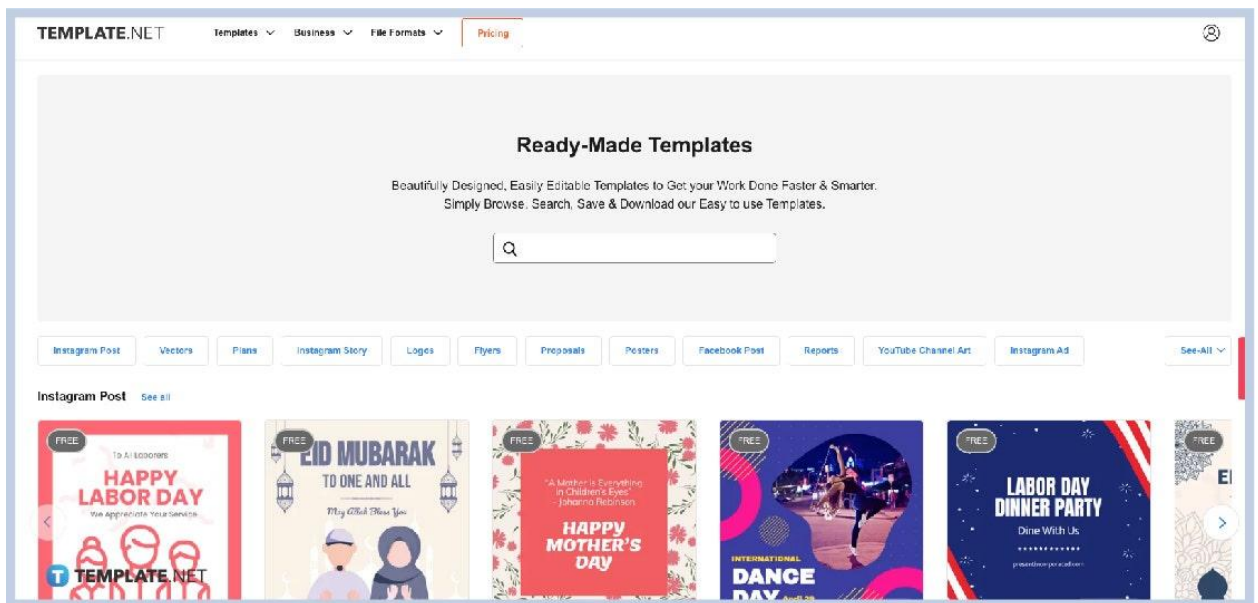 TEMPLATE.NET
Templates
Business
File Formats
Pricing
Ready-Made Templates
Beautifully Designed, Easily Editable Templates to Get your Work Done Faster & Smarter.
Simply Browse, Search, Save & Download our Easy to use Templates.
Instagram Post
Vectors
Plans
Instagram Story
Logos
Flyers
Proposals
Posters
Facebook Post
Reports
YouTube Channel Art
Instagram Ad
See-All
Instagram Post See all
FREE
To All Laborers
HAPPY
LABOR DAY
We Appreciate Your Service
T TEMPLATE.NET
FREE
EID MUBARAK
TO ONE AND ALL
May Allah Bless You
FREE
"A Mother is Everything
in Children's Eyes"
- Johanna Robinson
HAPPY
MOTHER'S
DAY
FREE
INTERNATIONAL
DANCE
DAY April 29
FREE
LABOR DAY
DINNER PARTY
Dine With Us
FREE
EI